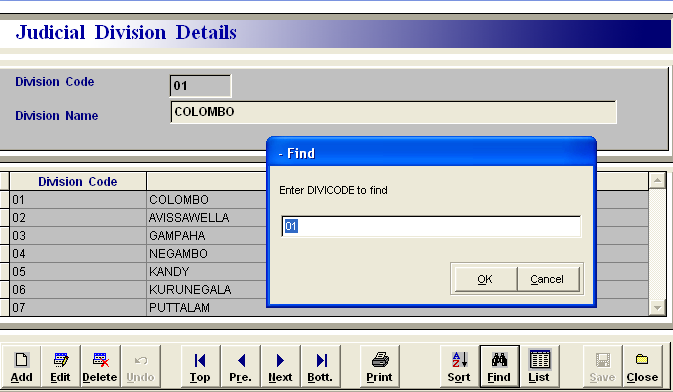 Judicial Division Details
Division Code 01
Division Name COLOMBO
- Find
Enter DIVICODE to find
01
OK Cancel
Division Code
01 COLOMBO
02 AVISSAWELLA
03 GAMPAHA
04 NEGAMBO
05 KANDY
06 KURUNEGALA
07 PUTTALAM
Add Edit Delete Undo Top Pre. Next Bott. Print Sort Find List Save Close